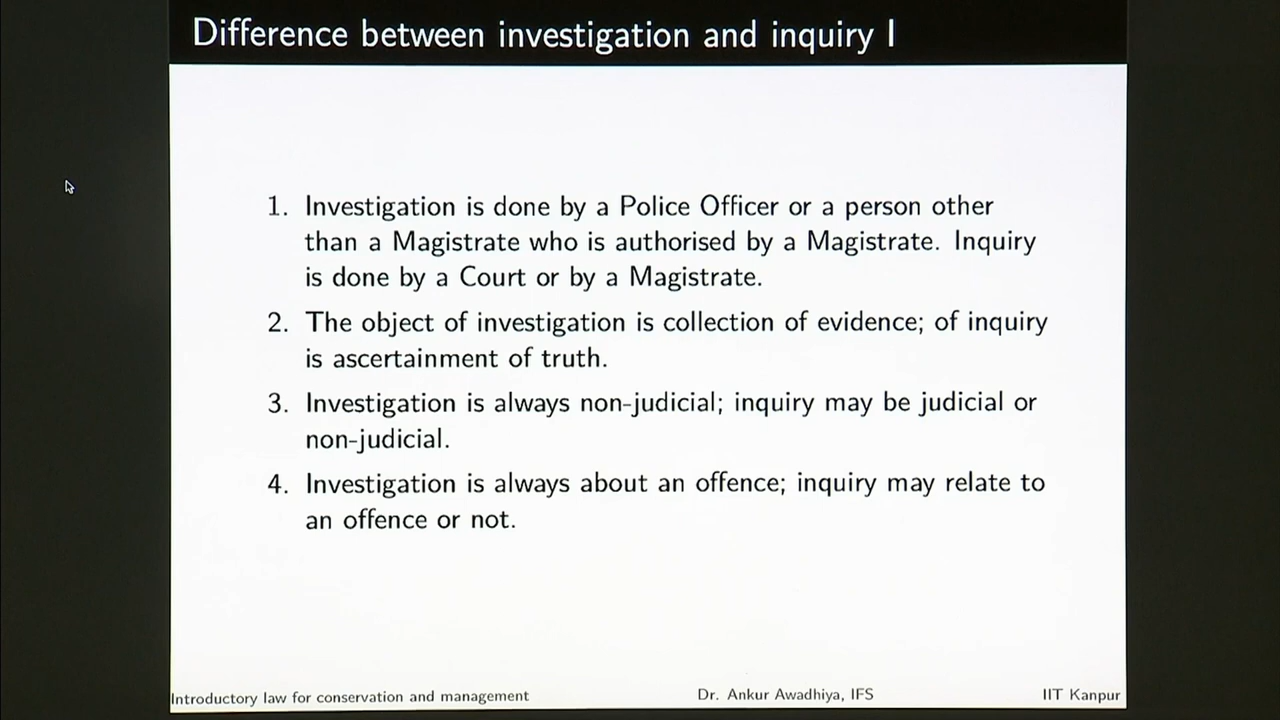 Difference between investigation and inquiry I
1. Investigation is done by a Police Officer or a person other
than a Magistrate who is authorised by a Magistrate. Inquiry
is done by a Court or by a Magistrate.
2. The object of investigation is collection of evidence; of inquiry
is ascertainment of truth.
3. Investigation is always non-judicial; inquiry may be judicial or
non-judicial.
4. Investigation is always about an offence; inquiry may relate to
an offence or not.
Introductory law for conservation and management Dr. Ankur Awadhiya, IFS IIT Kanpur